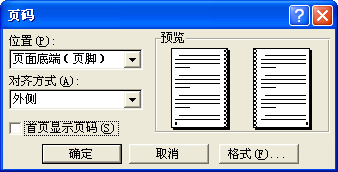 页码
位置(P):
预览
页面底端(页脚)
对齐方式(A):
外侧
首页显示页码(S)
确定
取消
格式(F)...